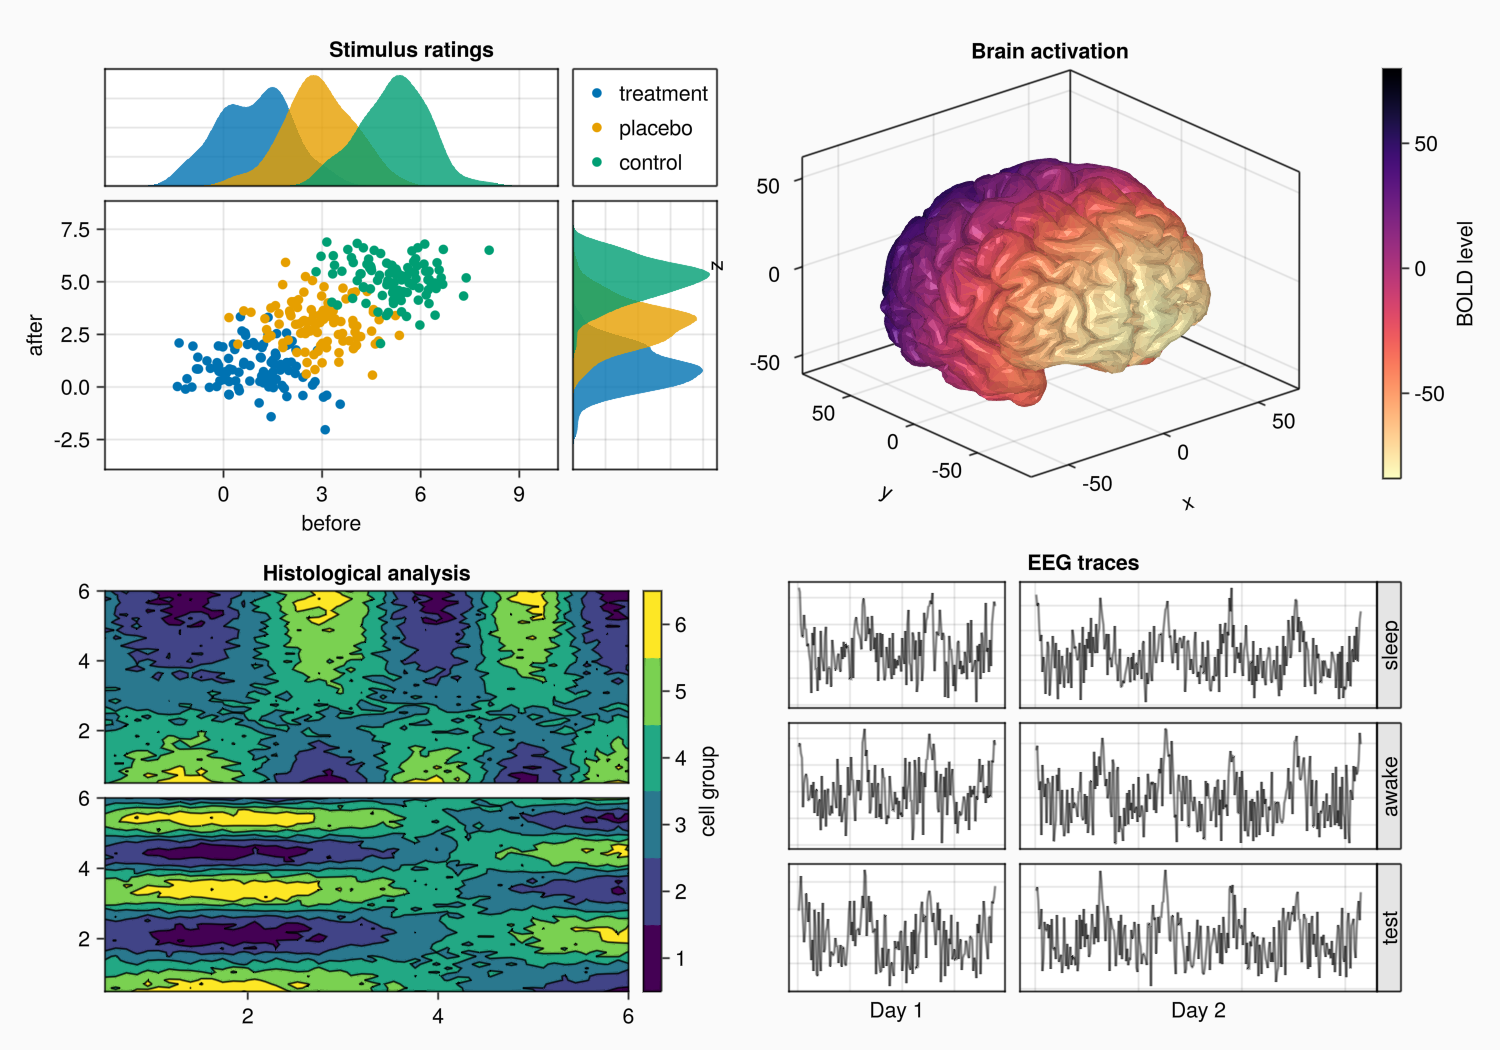 Stimulus ratings
treatment
placebo
control
7.5
5.0
2.5
0.0
-2.5
after
0
3
6
9
before
Brain activation
50
0
-50
z
50
0
-50
y
-50
0
50
x
50
0
-50
BOLD level
Histological analysis
6
4
2
6
4
2
2
4
6
6
5
4
3
2
1
cell group
EEG traces
sleep
awake
test
Day 1
Day 2